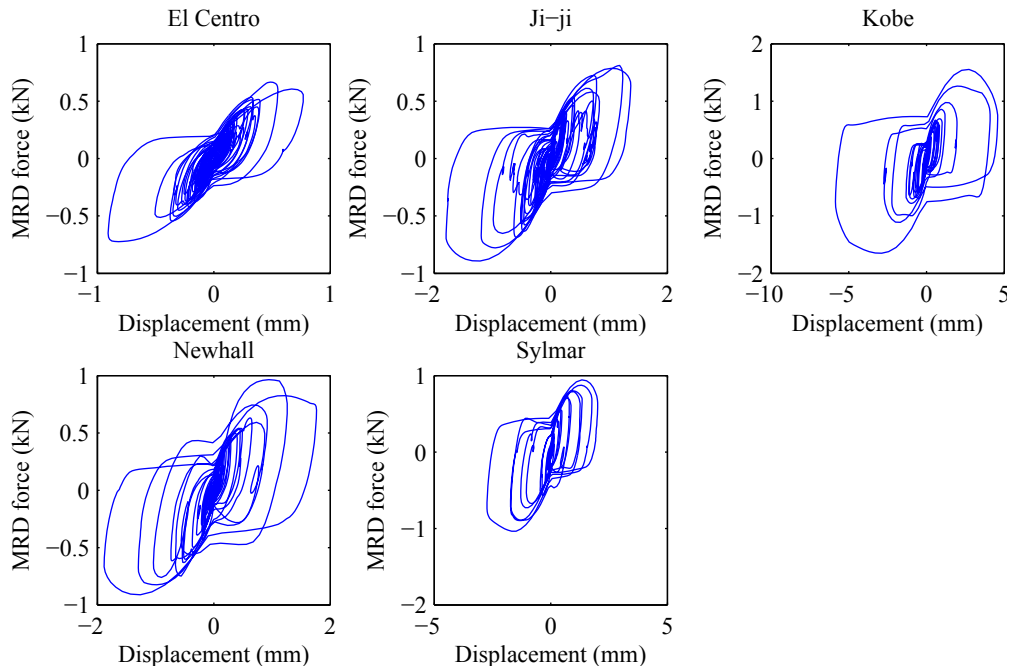 El Centro
1
0.5
0
−0.5
−1
−1
0
1
MRD force (kN)
Displacement (mm)
Ji−ji
1
0.5
0
−0.5
−1
−2
0
2
MRD force (kN)
Displacement (mm)
Kobe
2
1
0
−1
−2
−10
−5
0
5
MRD force (kN)
Displacement (mm)
Newhall
1
0.5
0
−0.5
−1
−2
0
2
MRD force (kN)
Displacement (mm)
Sylmar
1
0
−1
−2
−5
0
5
MRD force (kN)
Displacement (mm)